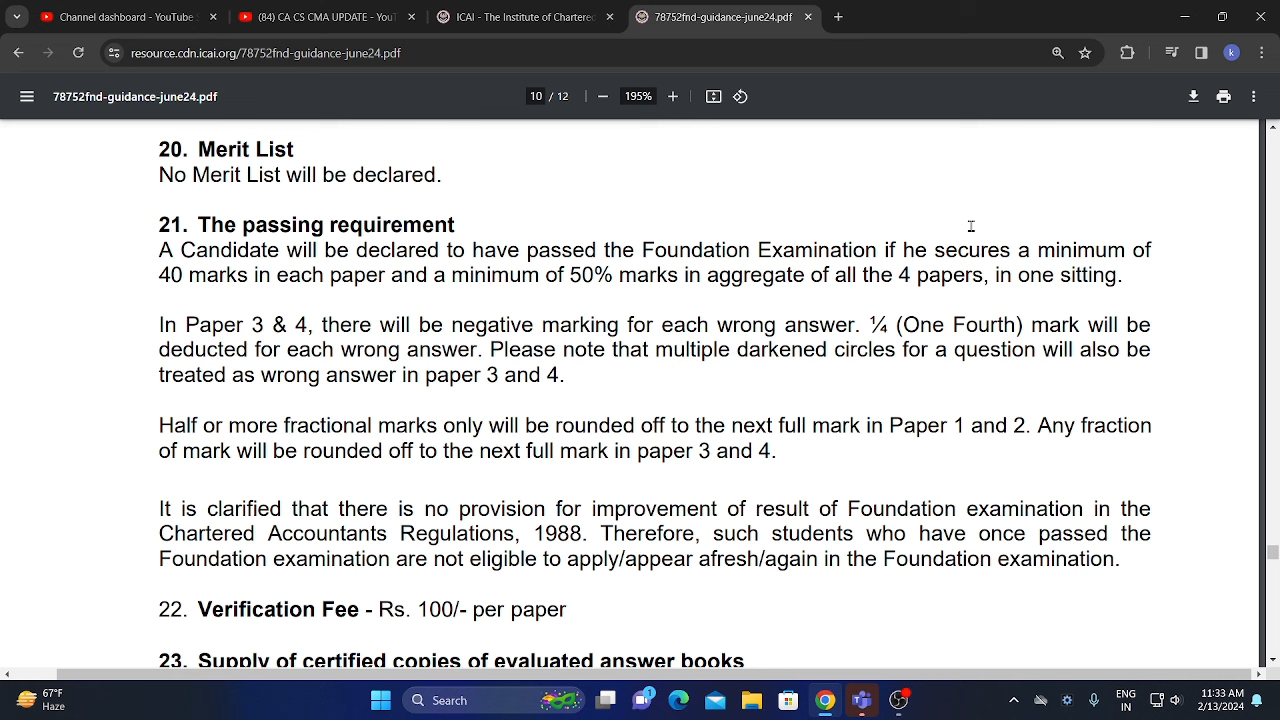 Channel dashboard - YouTube S
(84) CA CS CMA UPDATE - YouT
ICAI - The Institute of Chartered
78752fnd-guidance-june24.pdf
resource.cdn.icai.org/78752fnd-guidance-june24.pdf
k
78752fnd-guidance-june24.pdf
10 / 12
195%
20. Merit List
No Merit List will be declared.
21. The passing requirement
A Candidate will be declared to have passed the Foundation Examination if he secures a minimum of
40 marks in each paper and a minimum of 50% marks in aggregate of all the 4 papers, in one sitting.
In Paper 3 & 4, there will be negative marking for each wrong answer. ¼ (One Fourth) mark will be
deducted for each wrong answer. Please note that multiple darkened circles for a question will also be
treated as wrong answer in paper 3 and 4.
Half or more fractional marks only will be rounded off to the next full mark in Paper 1 and 2. Any fraction
of mark will be rounded off to the next full mark in paper 3 and 4.
It is clarified that there is no provision for improvement of result of Foundation examination in the
Chartered Accountants Regulations, 1988. Therefore, such students who have once passed the
Foundation examination are not eligible to apply/appear afresh/again in the Foundation examination.
22. Verification Fee - Rs. 100/- per paper
23. Supply of certified copies of evaluated answer books
67°F
Haze
Search
1
ENG
IN
11:33 AM
2/13/2024